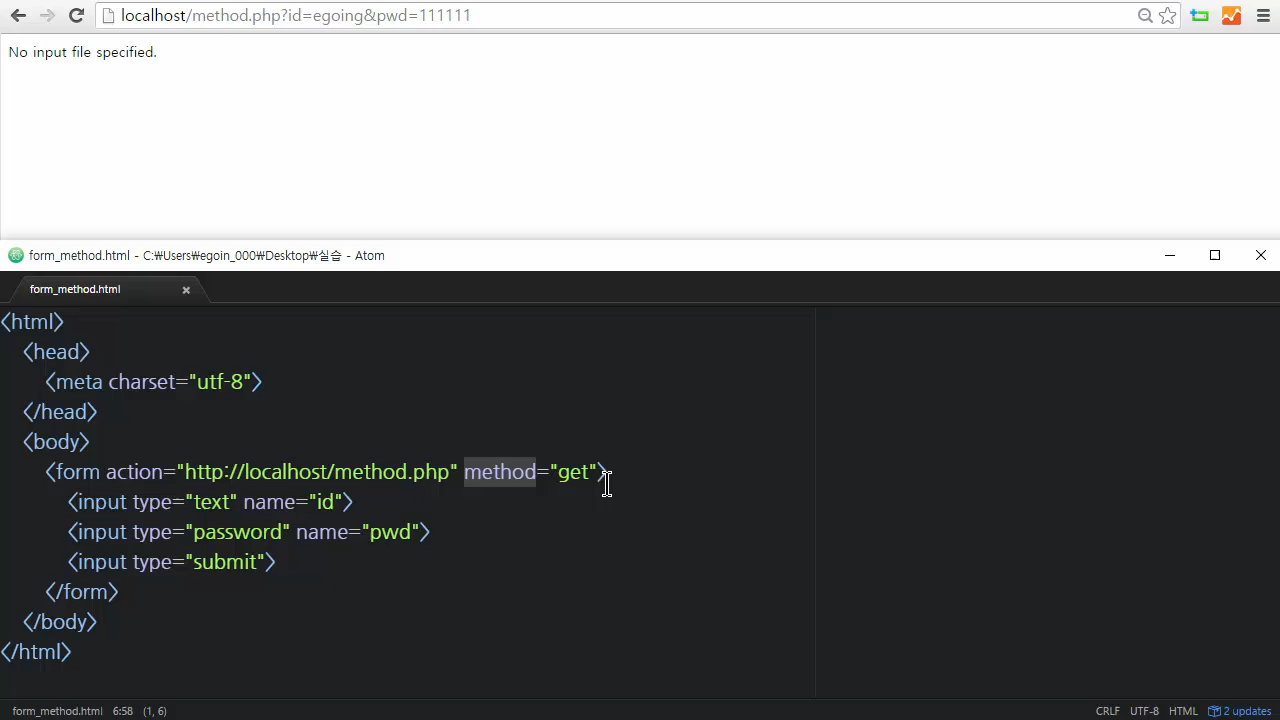 localhost/method.php?id=egoing&pwd=111111
No input file specified.
form_method.html - C:₩Users₩egoin_000₩Desktop₩실습 - Atom
form_method.html
<html>
<head>
<meta charset="utf-8">
</head>
<body>
<form action="http://localhost/method.php" method="get">
<input type="text" name="id">
<input type="password" name="pwd">
<input type="submit">
</form>
</body>
</html>
form_method.html 6:58 (1, 6) CRLF UTF-8 HTML 2 updates